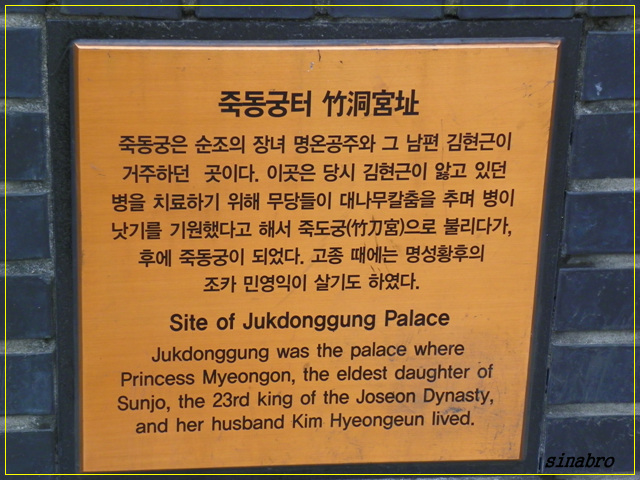 죽동궁터 竹洞宮址
죽동궁은 순조의 장녀 명온공주와 그 남편 김현근이
거주하던 곳이다. 이곳은 당시 김현근이 앓고 있던
병을 치료하기 위해 무당들이 대나무칼춤을 추며 병이
낫기를 기원했다고 해서 죽도궁(竹刀宮)으로 불리다가,
후에 죽동궁이 되었다. 고종 때에는 명성황후의
조카 민영익이 살기도 하였다.
Site of Jukdonggung Palace
Jukdonggung was the palace where
Princess Myeongon, the eldest daughter of
Sunjo, the 23rd king of the Joseon Dynasty,
and her husband Kim Hyeongeun lived.
sinabro